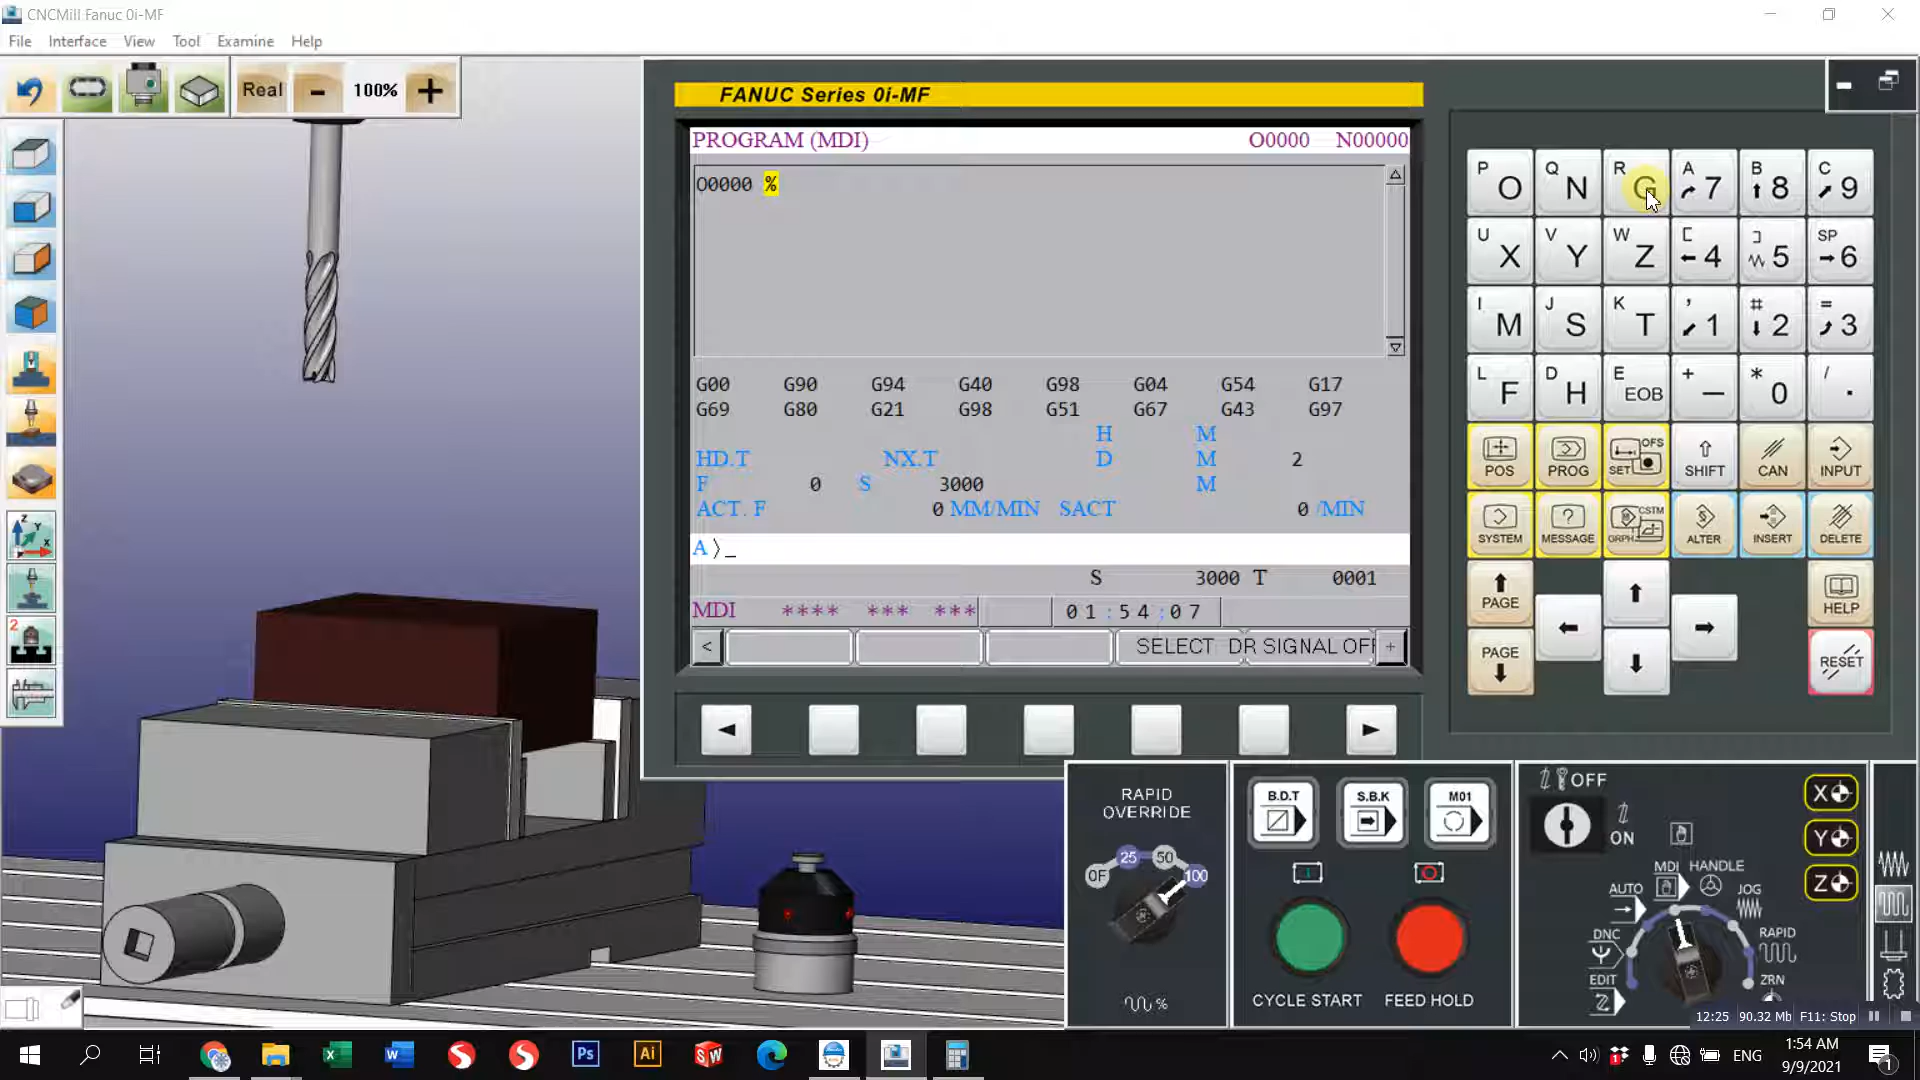 CNCMill Fanuc 0i-MF
File Interface View Tool Examine Help
Real - 100% +
FANUC Series 0i-MF
PROGRAM (MDI) O0000 N00000
O0000 %
G00 G90 G94 G40 G98 G04 G54 G17
G69 G80 G21 G98 G51 G67 G43 G97
H M
HD.T NX.T D M 2
F 0 S 3000 M
ACT. F 0 MM/MIN SACT 0 /MIN
A >_
S 3000 T 0001
MDI **** *** *** 01:54:07
< SELECT DR SIGNAL OFF +
P O Q N R G A 7 B 8 C 9
U X V Y W Z [ 4 ] 5 SP 6
I M J S K T , 1 # 2 = 3
L F D H E EOB + - * 0 / .
POS PROG OFS SET SHIFT CAN INPUT
SYSTEM MESSAGE CSTM GRPH ALTER INSERT DELETE
PAGE HELP
PAGE RESET
RAPID
OVERRIDE
OF 25 50 100
%
B.D.T S.B.K M01
CYCLE START FEED HOLD
OFF
ON
X
Y
Z
MDI HANDLE
AUTO JOG
DNC RAPID
EDIT ZRN
2
12:25 90.32 Mb F11: Stop
ENG
1:54 AM
9/9/2021
1